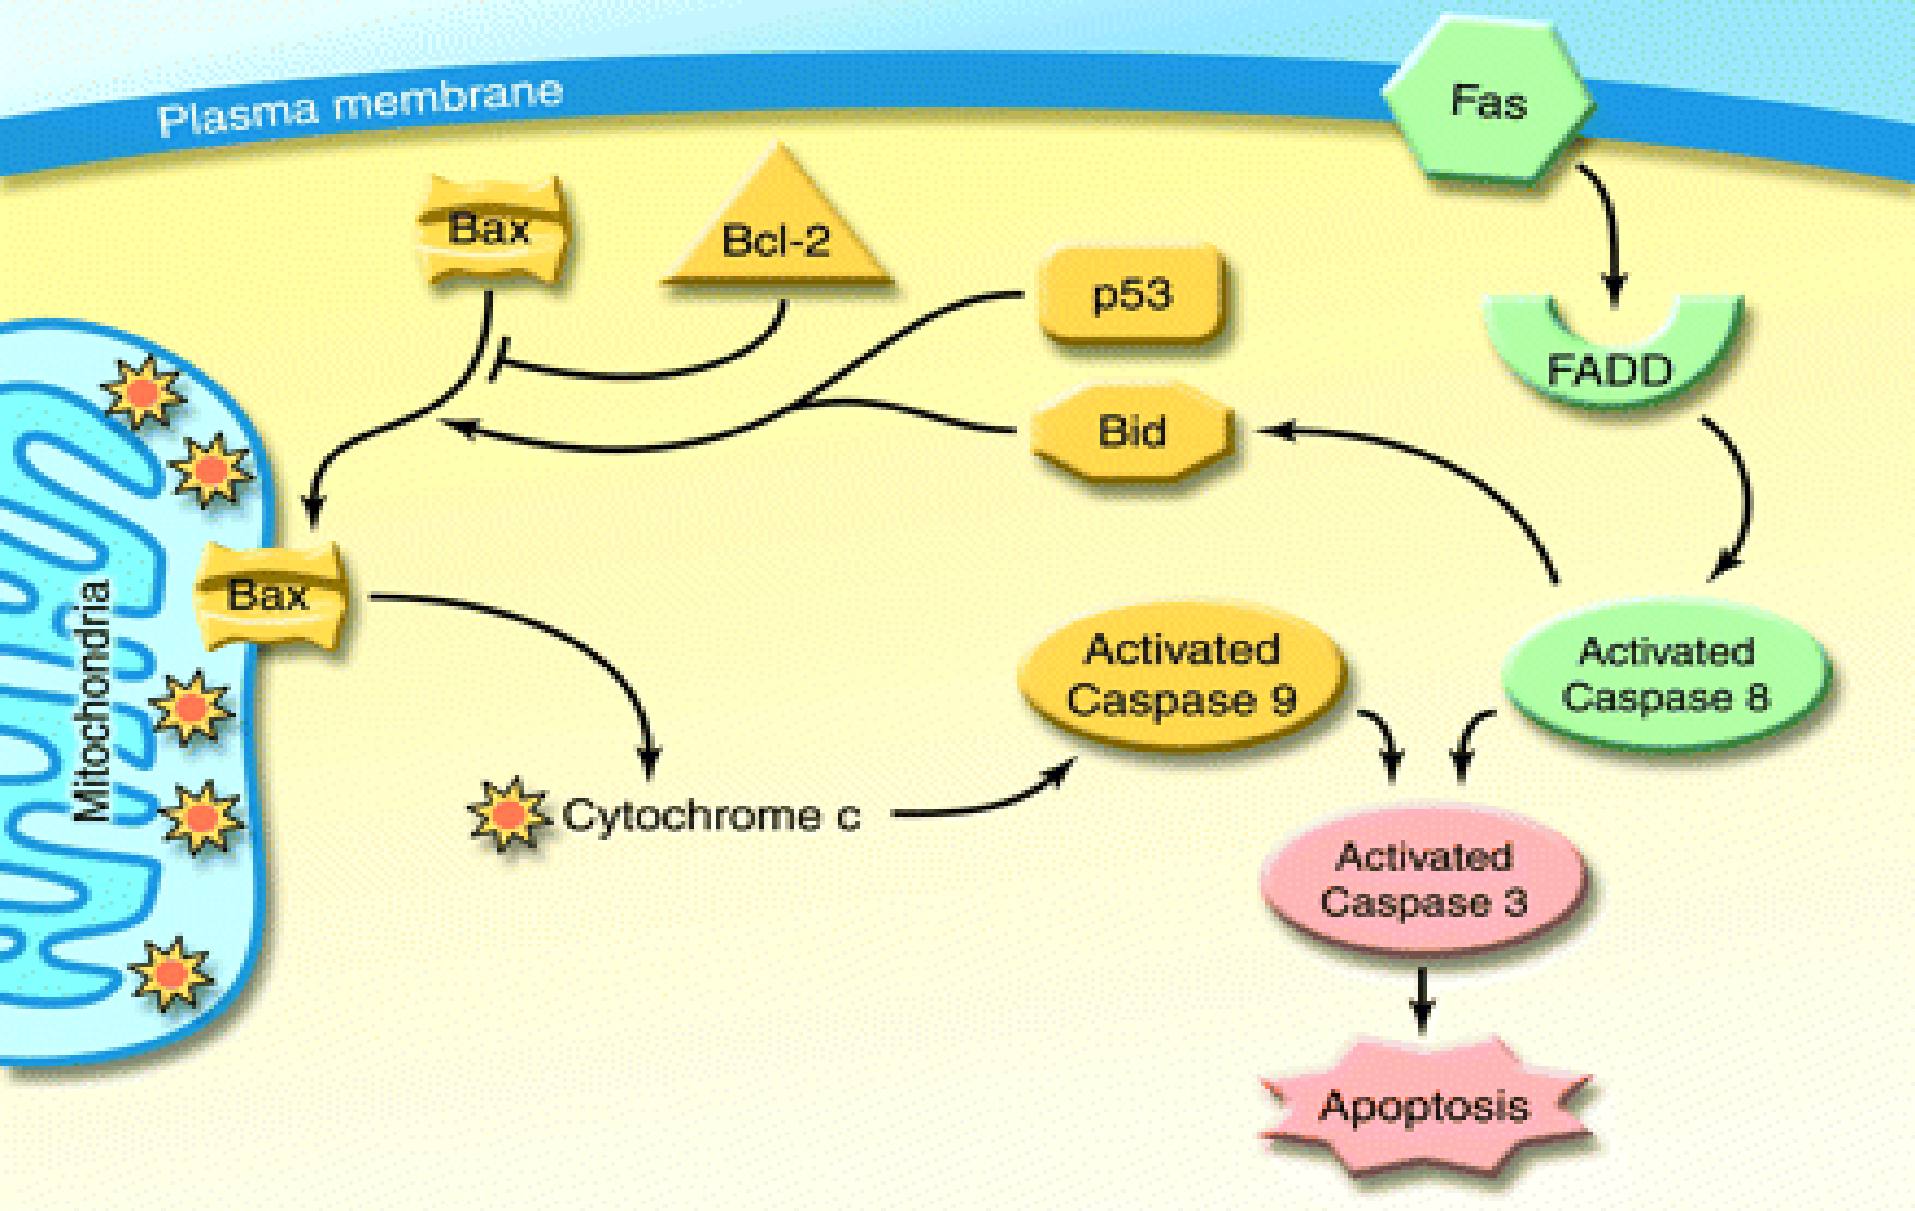 Plasma membrane
Fas
Bax
Bcl-2
p53
FADD
Bid
Mitochondria
Bax
Activated
Caspase 9
Activated
Caspase 8
Cytochrome c
Activated
Caspase 3
Apoptosis